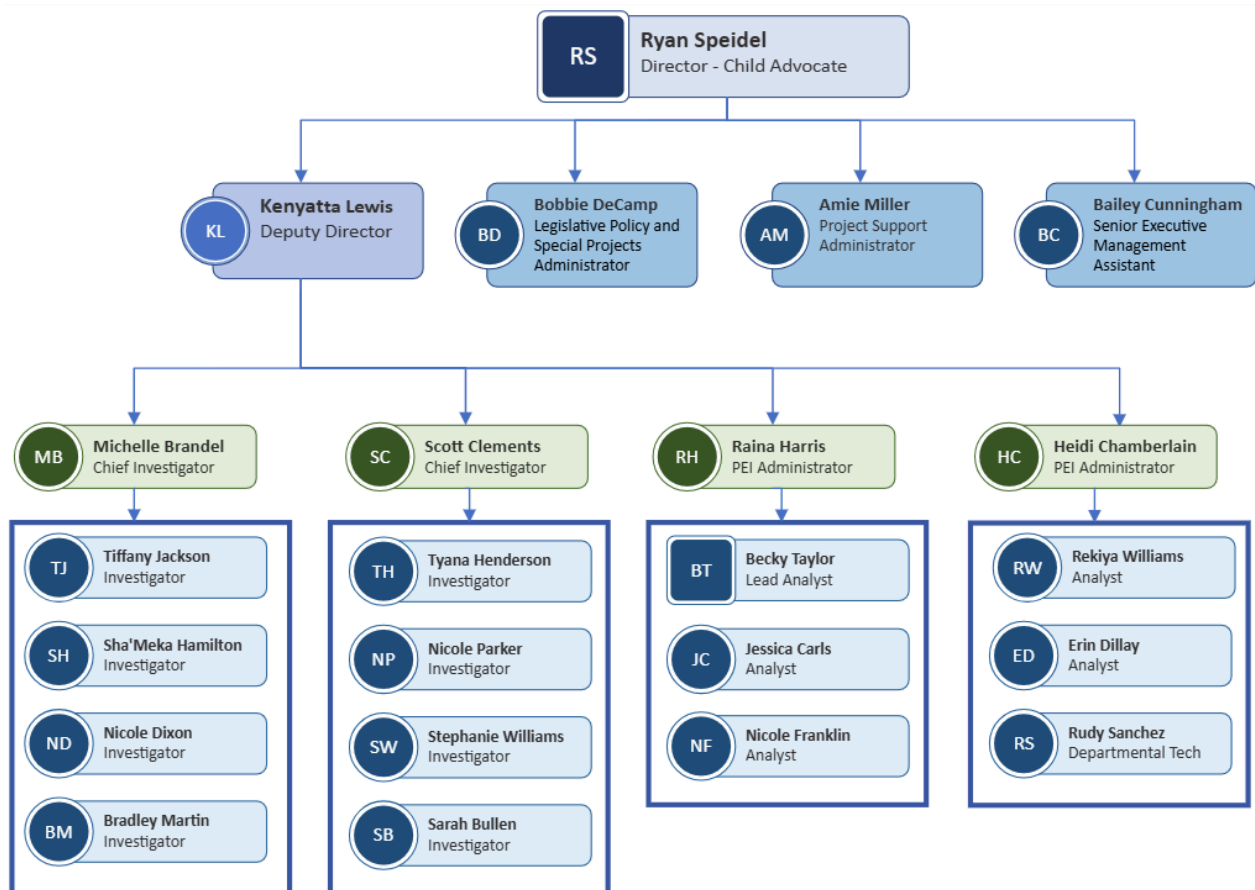 RS
Ryan Speidel
Director - Child Advocate
KL
Kenyatta Lewis
Deputy Director
BD
Bobbie DeCamp
Legislative Policy and
Special Projects
Administrator
AM
Amie Miller
Project Support
Administrator
BC
Bailey Cunningham
Senior Executive
Management
Assistant
MB
Michelle Brandel
Chief Investigator
SC
Scott Clements
Chief Investigator
RH
Raina Harris
PEI Administrator
HC
Heidi Chamberlain
PEI Administrator
TJ
Tiffany Jackson
Investigator
SH
Sha'Meka Hamilton
Investigator
ND
Nicole Dixon
Investigator
BM
Bradley Martin
Investigator
TH
Tyana Henderson
Investigator
NP
Nicole Parker
Investigator
SW
Stephanie Williams
Investigator
SB
Sarah Bullen
Investigator
BT
Becky Taylor
Lead Analyst
JC
Jessica Carls
Analyst
NF
Nicole Franklin
Analyst
RW
Rekiya Williams
Analyst
ED
Erin Dillay
Analyst
RS
Rudy Sanchez
Departmental Tech